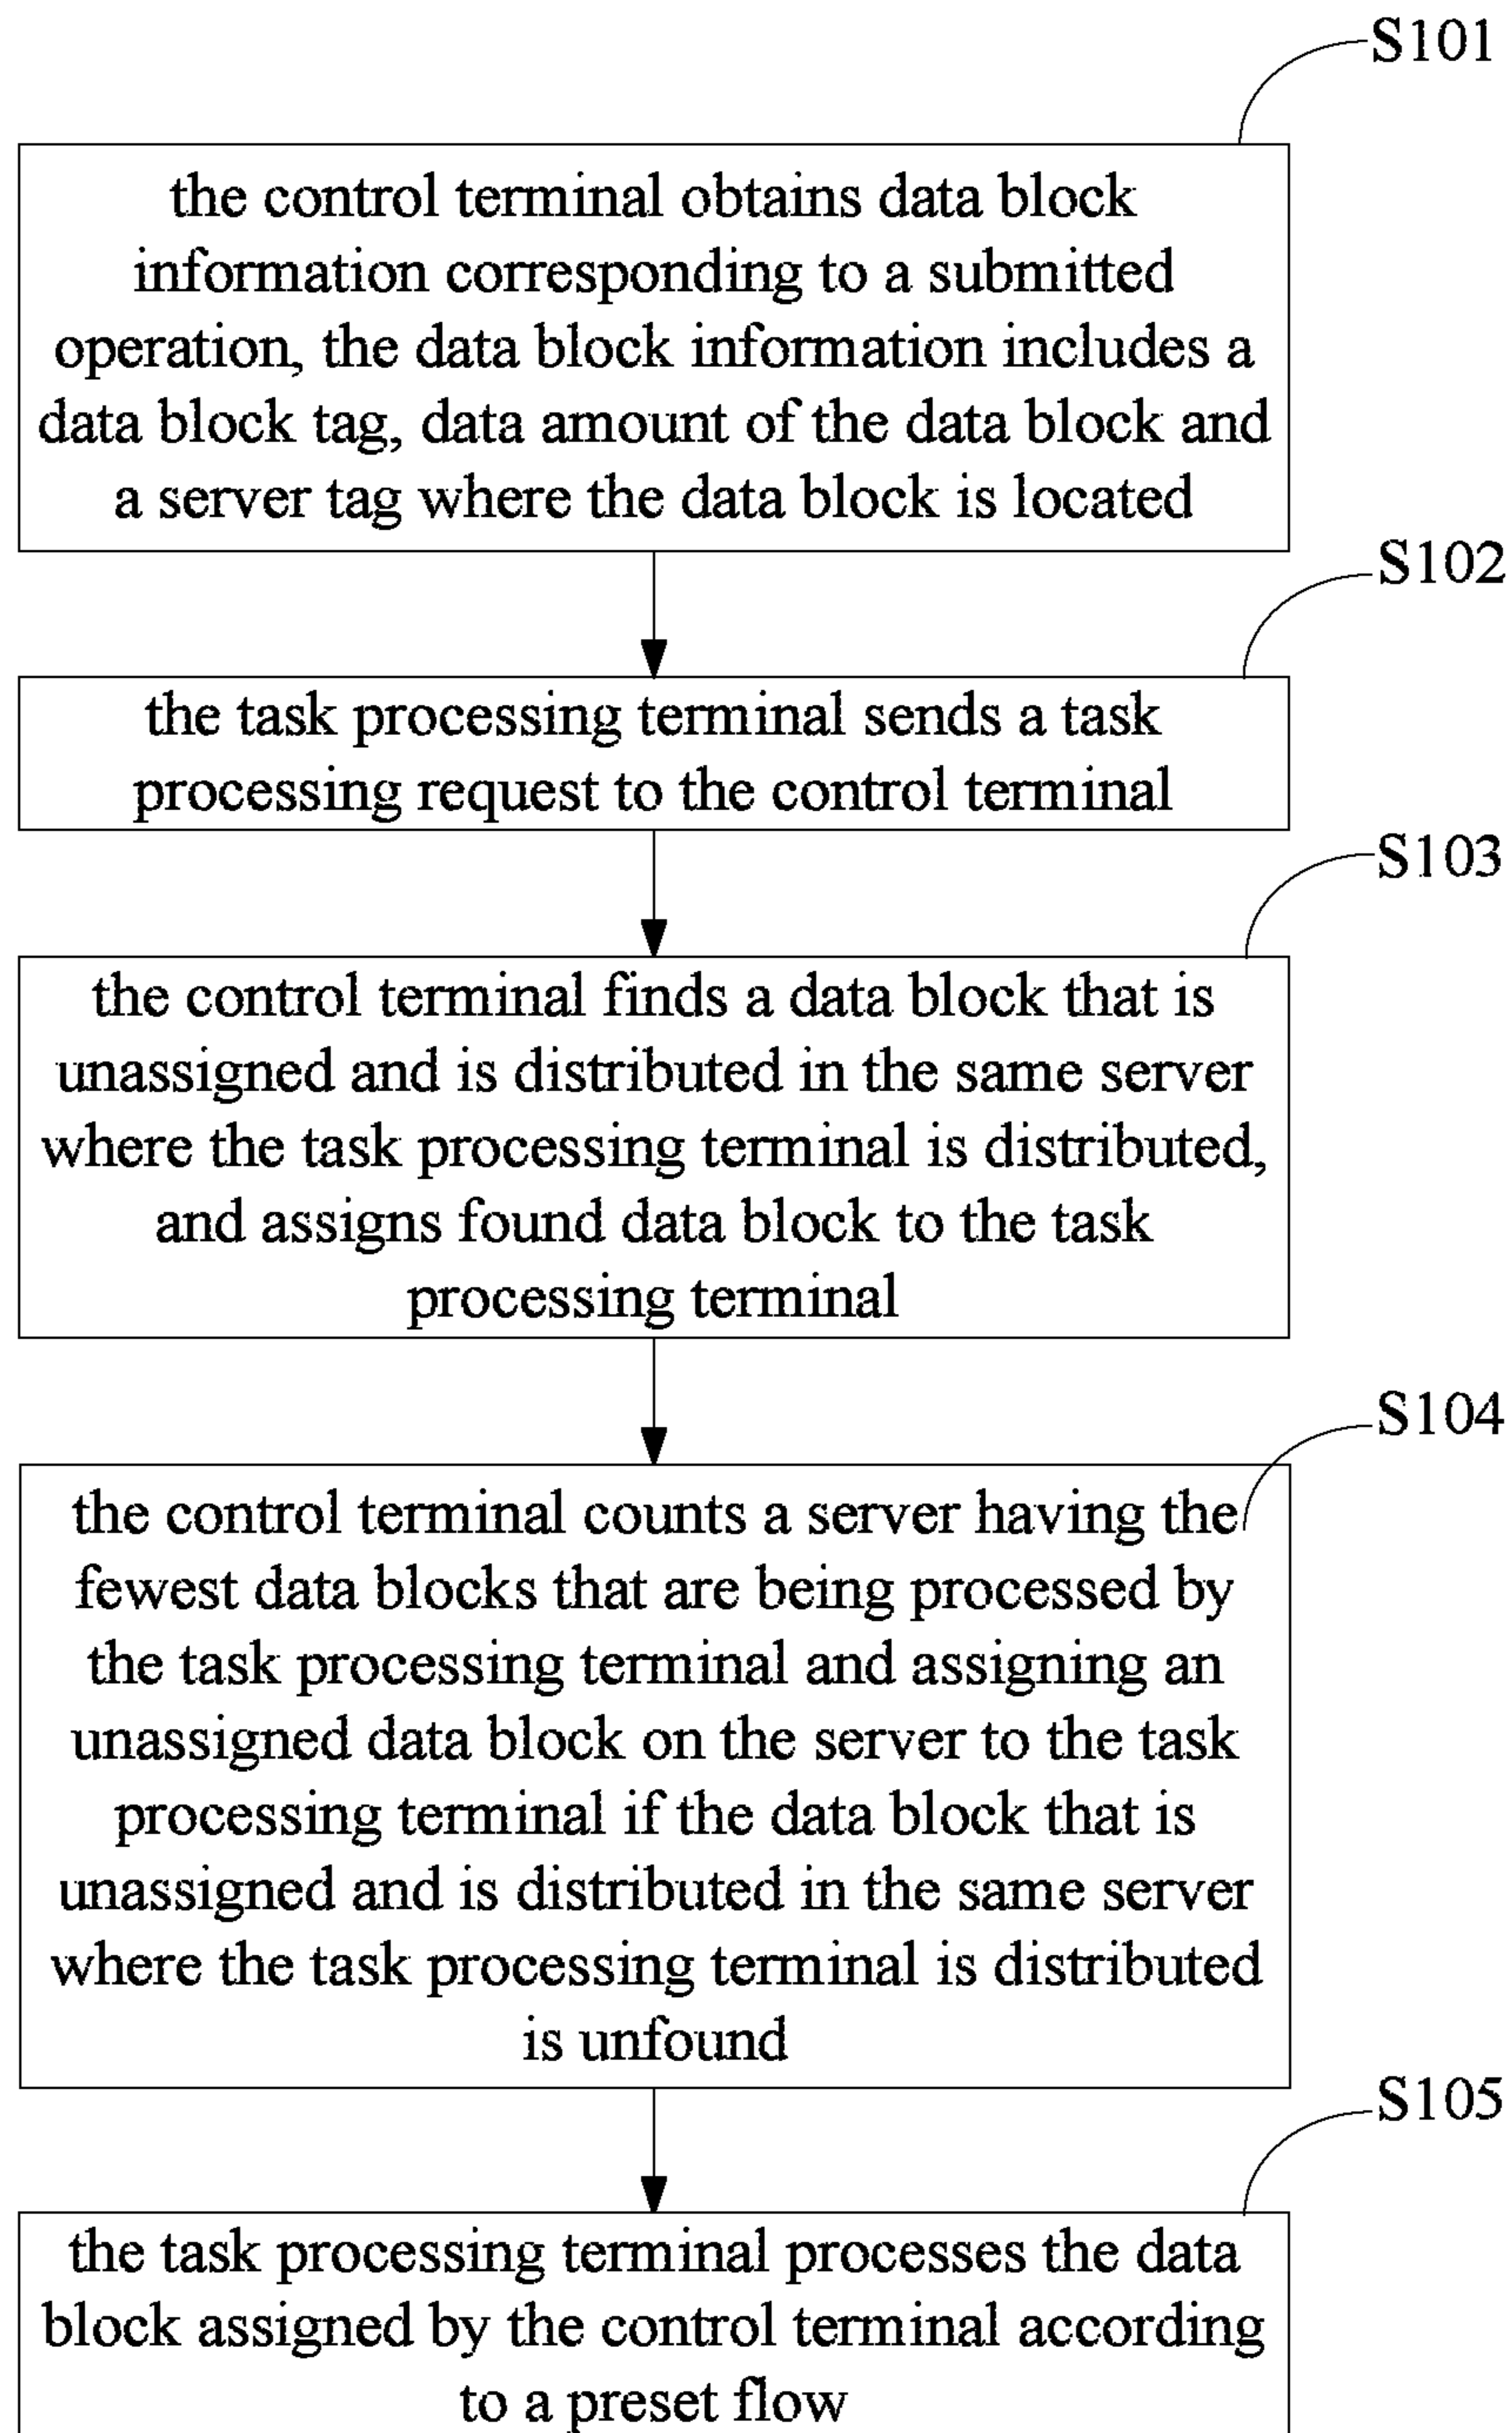 S101
the control terminal obtains data block
information corresponding to a submitted
operation, the data block information includes a
data block tag, data amount of the data block and
a server tag where the data block is located
S102
the task processing terminal sends a task
processing request to the control terminal
S103
the control terminal finds a data block that is
unassigned and is distributed in the same server
where the task processing terminal is distributed,
and assigns found data block to the task
processing terminal
S104
the control terminal counts a server having the
fewest data blocks that are being processed by
the task processing terminal and assigning an
unassigned data block on the server to the task
processing terminal if the data block that is
unassigned and is distributed in the same server
where the task processing terminal is distributed
is unfound
S105
the task processing terminal processes the data
block assigned by the control terminal according
to a preset flow